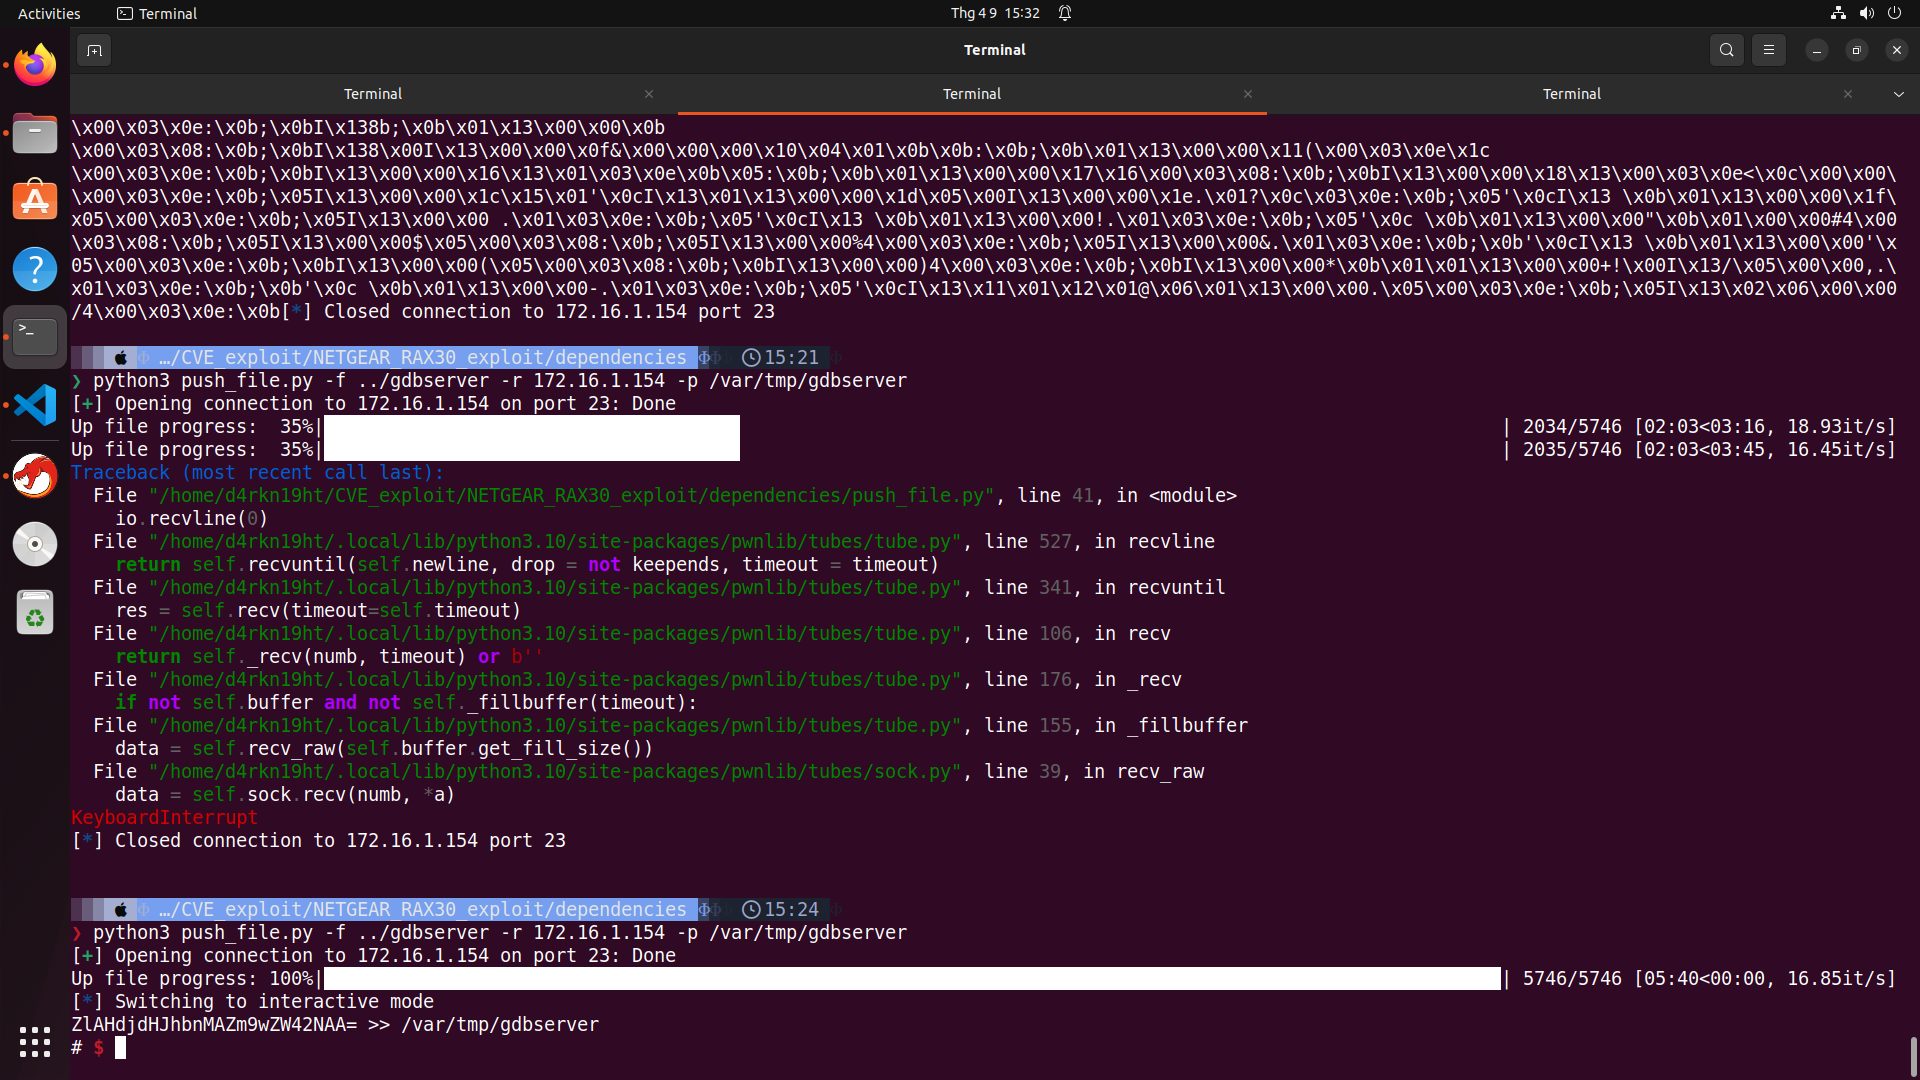 Activities
Terminal
Thg 4 9 15:32
Terminal
Terminal
Terminal
Terminal
\x00\x03\x0e:\x0b;\x0bI\x138b;\x0b\x01\x13\x00\x00\x0b
\x00\x03\x08:\x0b;\x0bI\x138\x00I\x13\x00\x00\x0f&\x00\x00\x00\x10\x04\x01\x0b\x0b:\x0b;\x0b\x01\x13\x00\x00\x11(\x00\x03\x0e\x1c
\x00\x03\x0e:\x0b;\x0bI\x13\x00\x00\x16\x13\x01\x03\x0e\x0b\x05:\x0b;\x0b\x01\x13\x00\x00\x17\x16\x00\x03\x08:\x0b;\x0bI\x13\x00\x00\x18\x13\x00\x03\x0e<\x0c\x00\x00\
\x00\x03\x0e:\x0b;\x05I\x13\x00\x00\x1c\x15\x01'\x0cI\x13\x01\x13\x00\x00\x1d\x05\x00I\x13\x00\x00\x1e.\x01?\x0c\x03\x0e:\x0b;\x05'\x0cI\x13 \x0b\x01\x13\x00\x00\x1f\
x05\x00\x03\x0e:\x0b;\x05I\x13\x00\x00 .\x01\x03\x0e:\x0b;\x05'\x0cI\x13 \x0b\x01\x13\x00\x00!.\x01\x03\x0e:\x0b;\x05'\x0c \x0b\x01\x13\x00\x00"\x0b\x01\x00\x00#4\x00
\x03\x08:\x0b;\x05I\x13\x00\x00$\x05\x00\x03\x08:\x0b;\x05I\x13\x00\x00%4\x00\x03\x0e:\x0b;\x05I\x13\x00\x00&.\x01\x03\x0e:\x0b;\x0b'\x0cI\x13 \x0b\x01\x13\x00\x00'\x
05\x00\x03\x0e:\x0b;\x0bI\x13\x00\x00(\x05\x00\x03\x08:\x0b;\x0bI\x13\x00\x00)4\x00\x03\x0e:\x0b;\x0bI\x13\x00\x00*\x0b\x01\x01\x13\x00\x00+!\x00I\x13/\x05\x00\x00,.\
x01\x03\x0e:\x0b;\x0b'\x0c \x0b\x01\x13\x00\x00-.\x01\x03\x0e:\x0b;\x05'\x0cI\x13\x11\x01\x12\x01@\x06\x01\x13\x00\x00.\x05\x00\x03\x0e:\x0b;\x05I\x13\x02\x06\x00\x00
/4\x00\x03\x0e:\x0b[*] Closed connection to 172.16.1.154 port 23
…/CVE_exploit/NETGEAR_RAX30_exploit/dependencies 15:21
❯ python3 push_file.py -f ../gdbserver -r 172.16.1.154 -p /var/tmp/gdbserver
[+] Opening connection to 172.16.1.154 on port 23: Done
Up file progress:  35%| | 2034/5746 [02:03<03:16, 18.93it/s]
Up file progress:  35%| | 2035/5746 [02:03<03:45, 16.45it/s]
Traceback (most recent call last):
File "/home/d4rkn19ht/CVE_exploit/NETGEAR_RAX30_exploit/dependencies/push_file.py", line 41, in <module>
io.recvline(0)
File "/home/d4rkn19ht/.local/lib/python3.10/site-packages/pwnlib/tubes/tube.py", line 527, in recvline
return self.recvuntil(self.newline, drop = not keepends, timeout = timeout)
File "/home/d4rkn19ht/.local/lib/python3.10/site-packages/pwnlib/tubes/tube.py", line 341, in recvuntil
res = self.recv(timeout=self.timeout)
File "/home/d4rkn19ht/.local/lib/python3.10/site-packages/pwnlib/tubes/tube.py", line 106, in recv
return self._recv(numb, timeout) or b''
File "/home/d4rkn19ht/.local/lib/python3.10/site-packages/pwnlib/tubes/tube.py", line 176, in _recv
if not self.buffer and not self._fillbuffer(timeout):
File "/home/d4rkn19ht/.local/lib/python3.10/site-packages/pwnlib/tubes/tube.py", line 155, in _fillbuffer
data = self.recv_raw(self.buffer.get_fill_size())
File "/home/d4rkn19ht/.local/lib/python3.10/site-packages/pwnlib/tubes/sock.py", line 39, in recv_raw
data = self.sock.recv(numb, *a)
KeyboardInterrupt
[*] Closed connection to 172.16.1.154 port 23
…/CVE_exploit/NETGEAR_RAX30_exploit/dependencies 15:24
❯ python3 push_file.py -f ../gdbserver -r 172.16.1.154 -p /var/tmp/gdbserver
[+] Opening connection to 172.16.1.154 on port 23: Done
Up file progress: 100%| | 5746/5746 [05:40<00:00, 16.85it/s]
[*] Switching to interactive mode
ZlAHdjdHJhbnMAZm9wZW42NAA= >> /var/tmp/gdbserver
# $